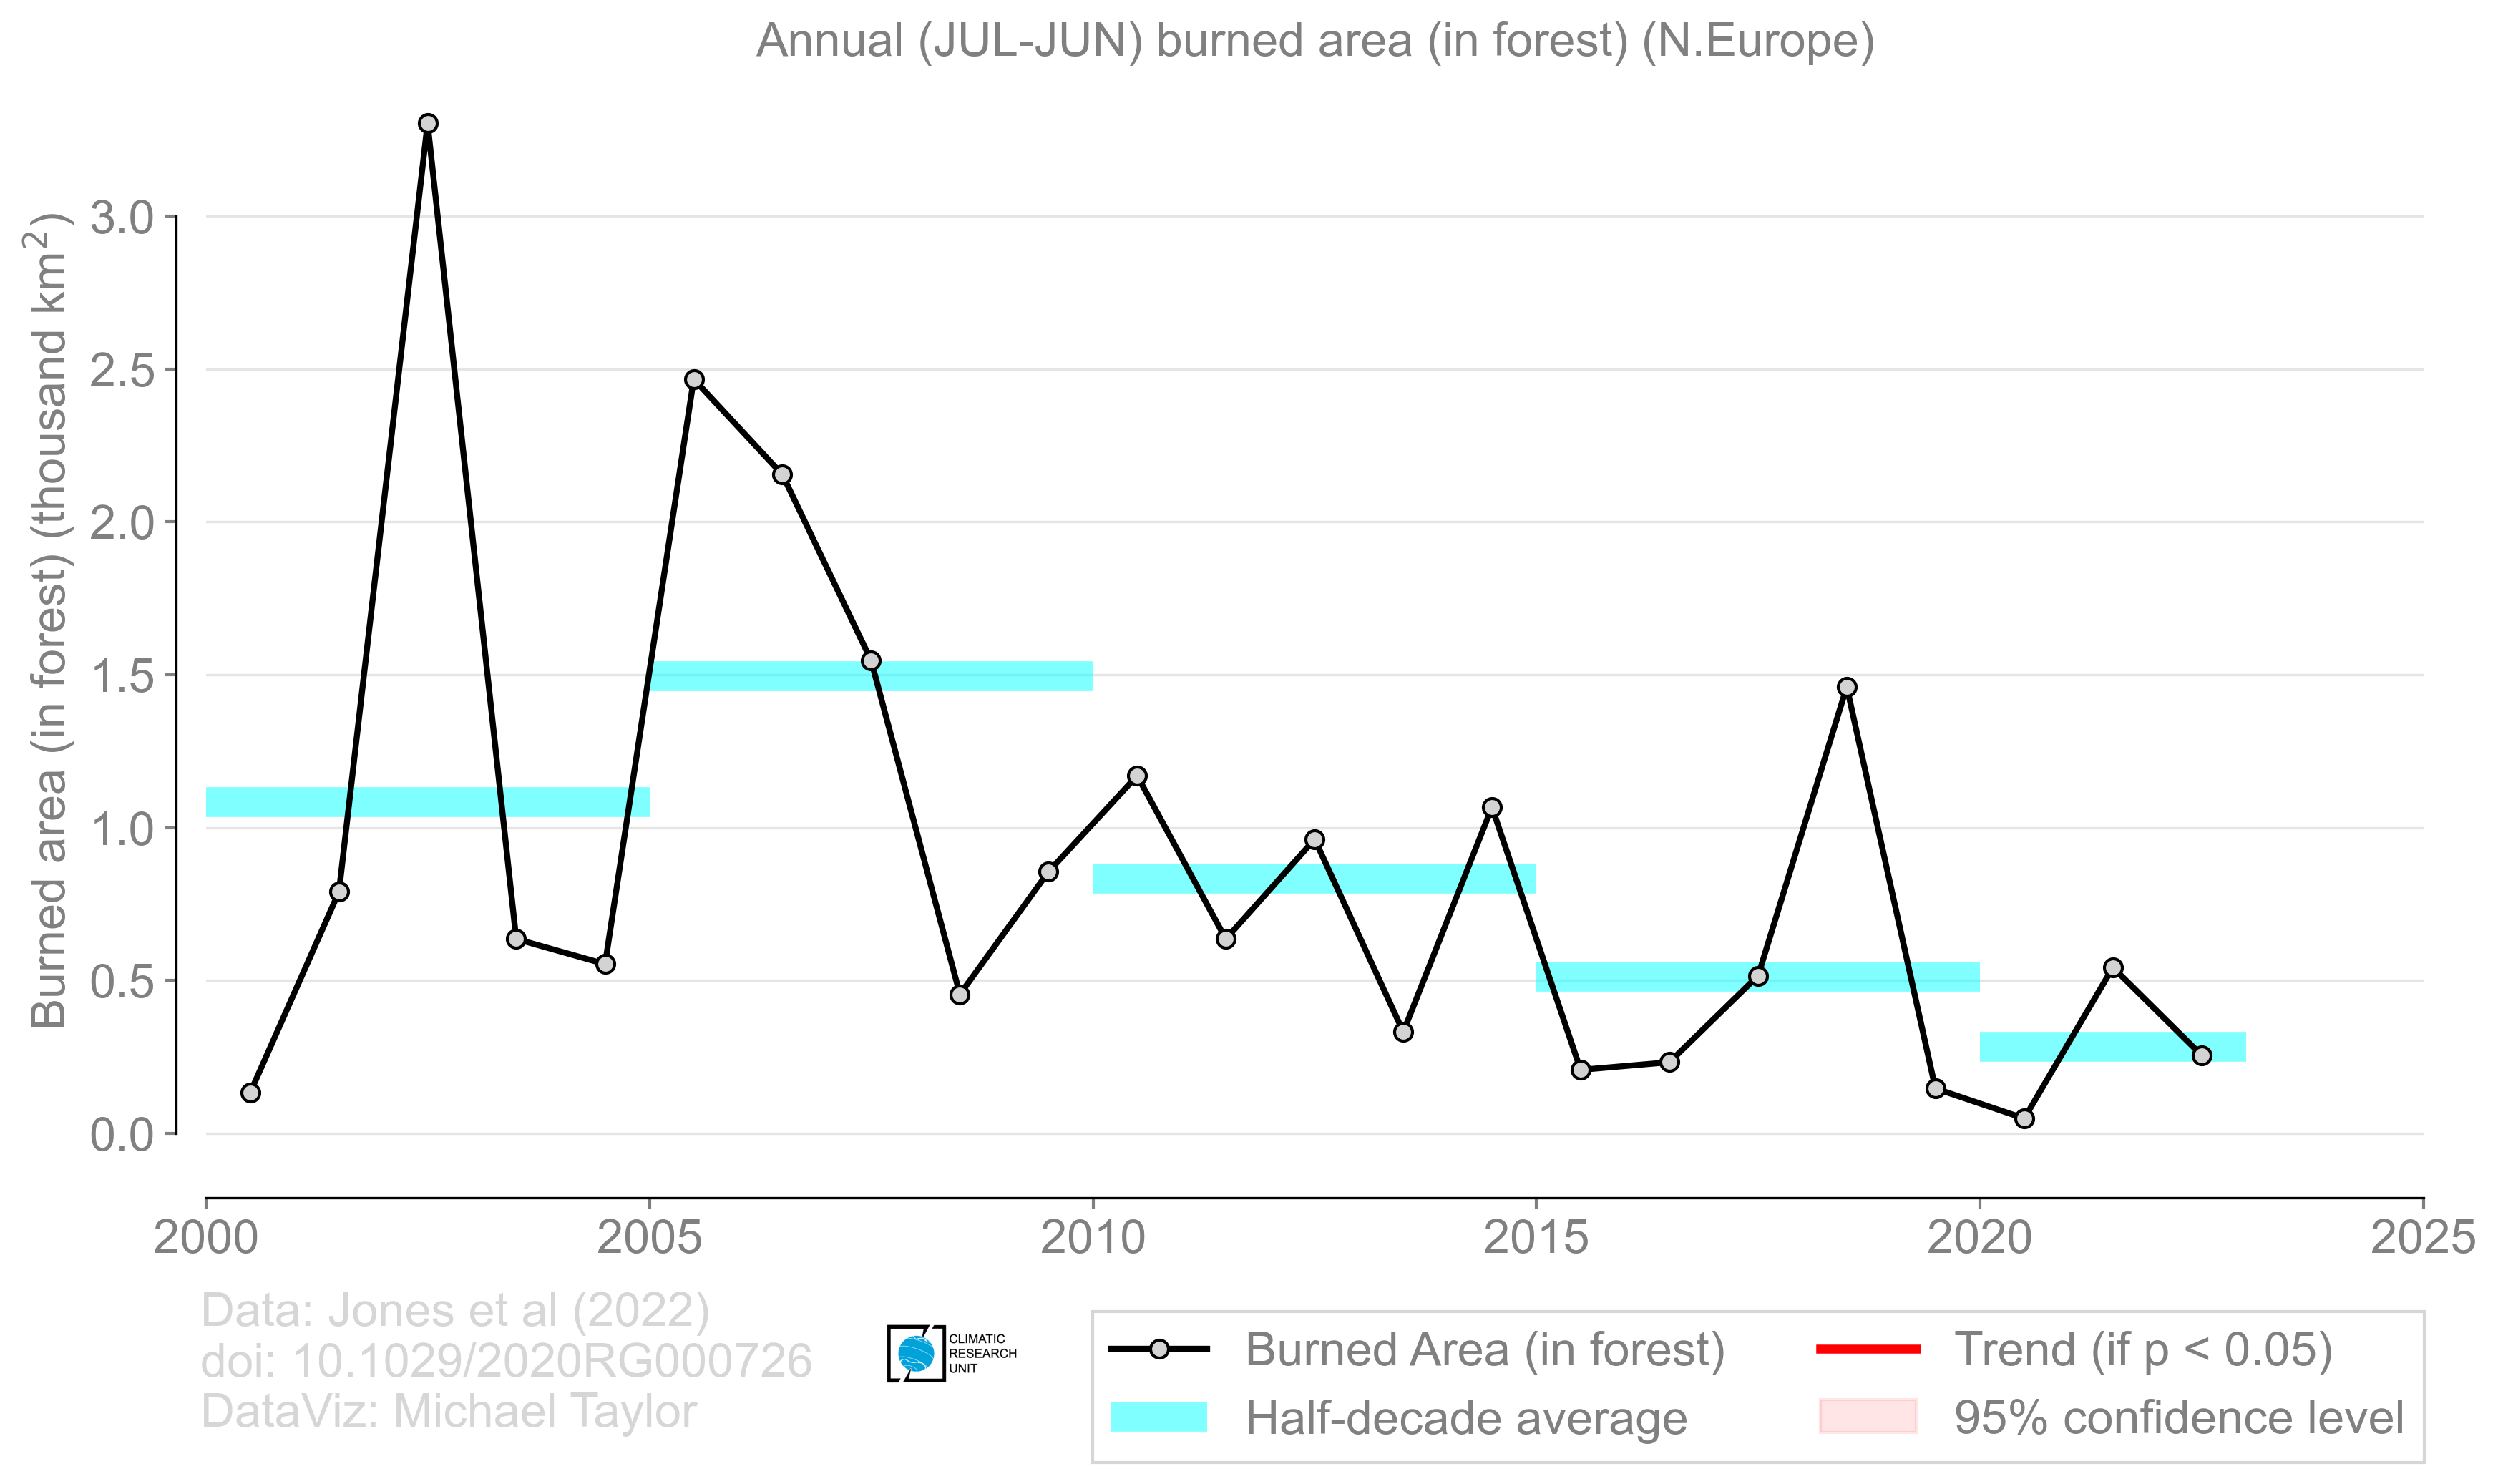 Annual (JUL-JUN) burned area (in forest) (N.Europe)
Burned area (in forest) (thousand km²)
3.0
2.5
2.0
1.5
1.0
0.5
0.0
2000 2005 2010 2015 2020 2025
Data: Jones et al (2022)
doi: 10.1029/2020RG000726
DataViz: Michael Taylor
CLIMATIC
RESEARCH
UNIT
Burned Area (in forest)
Half-decade average
Trend (if p < 0.05)
95% confidence level